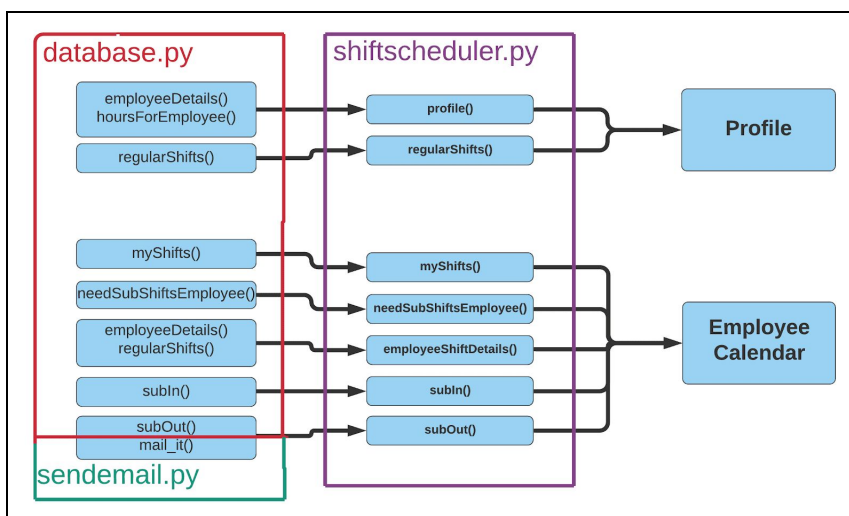 database.py
shiftscheduler.py
employeeDetails()
hoursForEmployee()
profile()
Profile
regularShifts()
regularShifts()
myShifts()
myShifts()
needSubShiftsEmployee()
needSubShiftsEmployee()
employeeDetails()
regularShifts()
employeeShiftDetails()
Employee
Calendar
subIn()
subIn()
subOut()
mail_it()
subOut()
sendemail.py